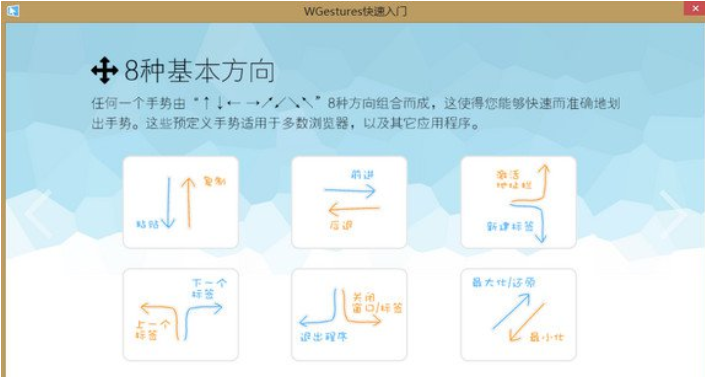 WGestures快速入门
8种基本方向
任何一个手势由“↑↓←→↗↙↘↖”8种方向组合而成，这使得您能够快速而准确地划
出手势。这些预定义手势适用于多数浏览器，以及其它应用程序。
复制
粘贴
前进
后退
激活
地址栏
新建标签
下一个
标签
上一个
标签
关闭
窗口/标签
退出程序
最大化/还原
最小化